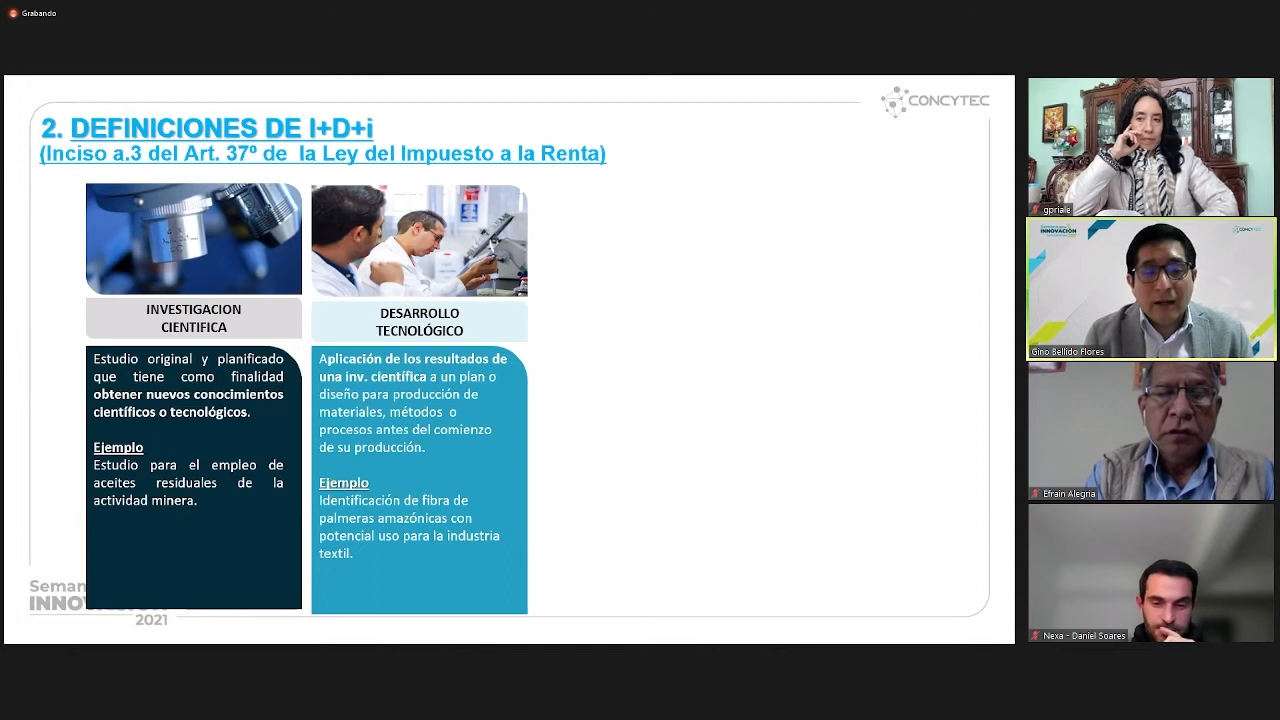 Grabando
CONCYTEC
2. DEFINICIONES DE I+D+i
(Inciso a.3 del Art. 37º de la Ley del Impuesto a la Renta)
INVESTIGACION
CIENTIFICA
Estudio original y planificado
que tiene como finalidad
obtener nuevos conocimientos
científicos o tecnológicos.
Ejemplo
Estudio para el empleo de
aceites residuales de la
actividad minera.
DESARROLLO
TECNOLÓGICO
Aplicación de los resultados de
una inv. científica a un plan o
diseño para producción de
materiales, métodos o
procesos antes del comienzo
de su producción.
Ejemplo
Identificación de fibra de
palmeras amazónicas con
potencial uso para la industria
textil.
2021
gpriale
INNOVACIÓN
CONCYTEC
Gino Bellido Flores
Efrain Alegria
Nexa - Daniel Soares